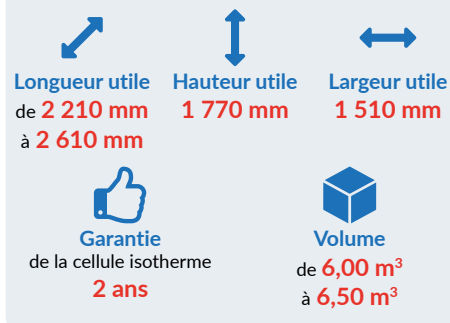 Longueur utile
de 2 210 mm
à 2 610 mm
Hauteur utile
1 770 mm
Largeur utile
1 510 mm
Garantie
de la cellule isotherme
2 ans
Volume
de 6,00 m³
à 6,50 m³